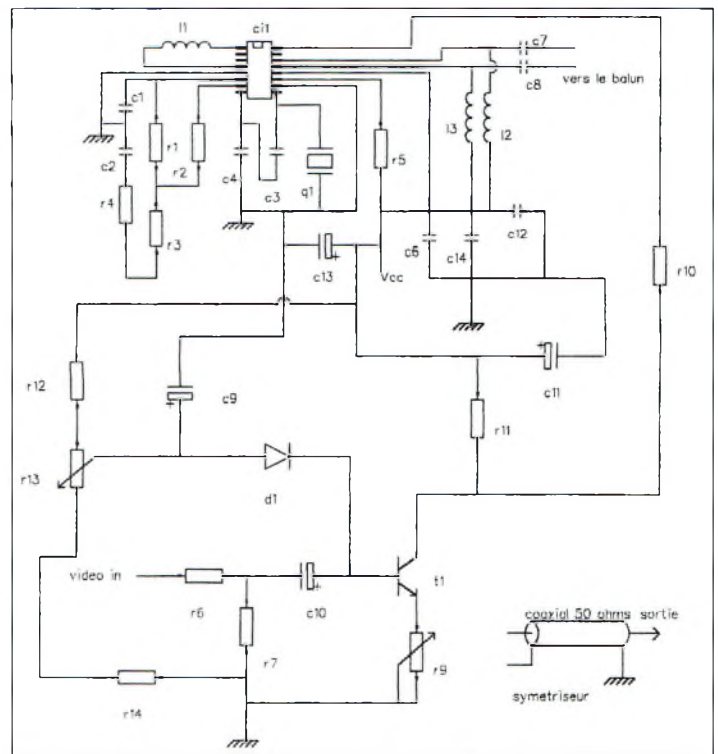 l1
ci1
c7
c8
vers le balun
c1
c2
r1
r2
r4
r3
c4
c3
q1
r5
l3
l2
c6
c14
c12
c13
Vcc
r10
r12
c9
c11
r11
r13
d1
video in
r6
c10
t1
r7
r9
r14
coaxial 50 ohms sortie
symetriseur